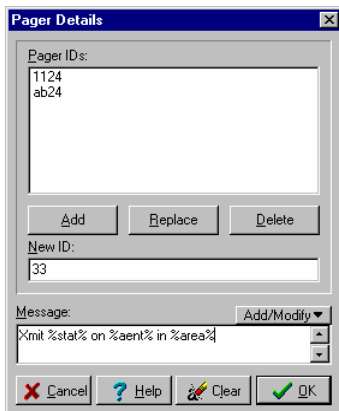 Pager Details
Pager IDs:
1124
ab24
Add Replace Delete
New ID:
33
Message: Add/Modify
Xmit %stat% on %aent% in %area%
Cancel Help Clear OK